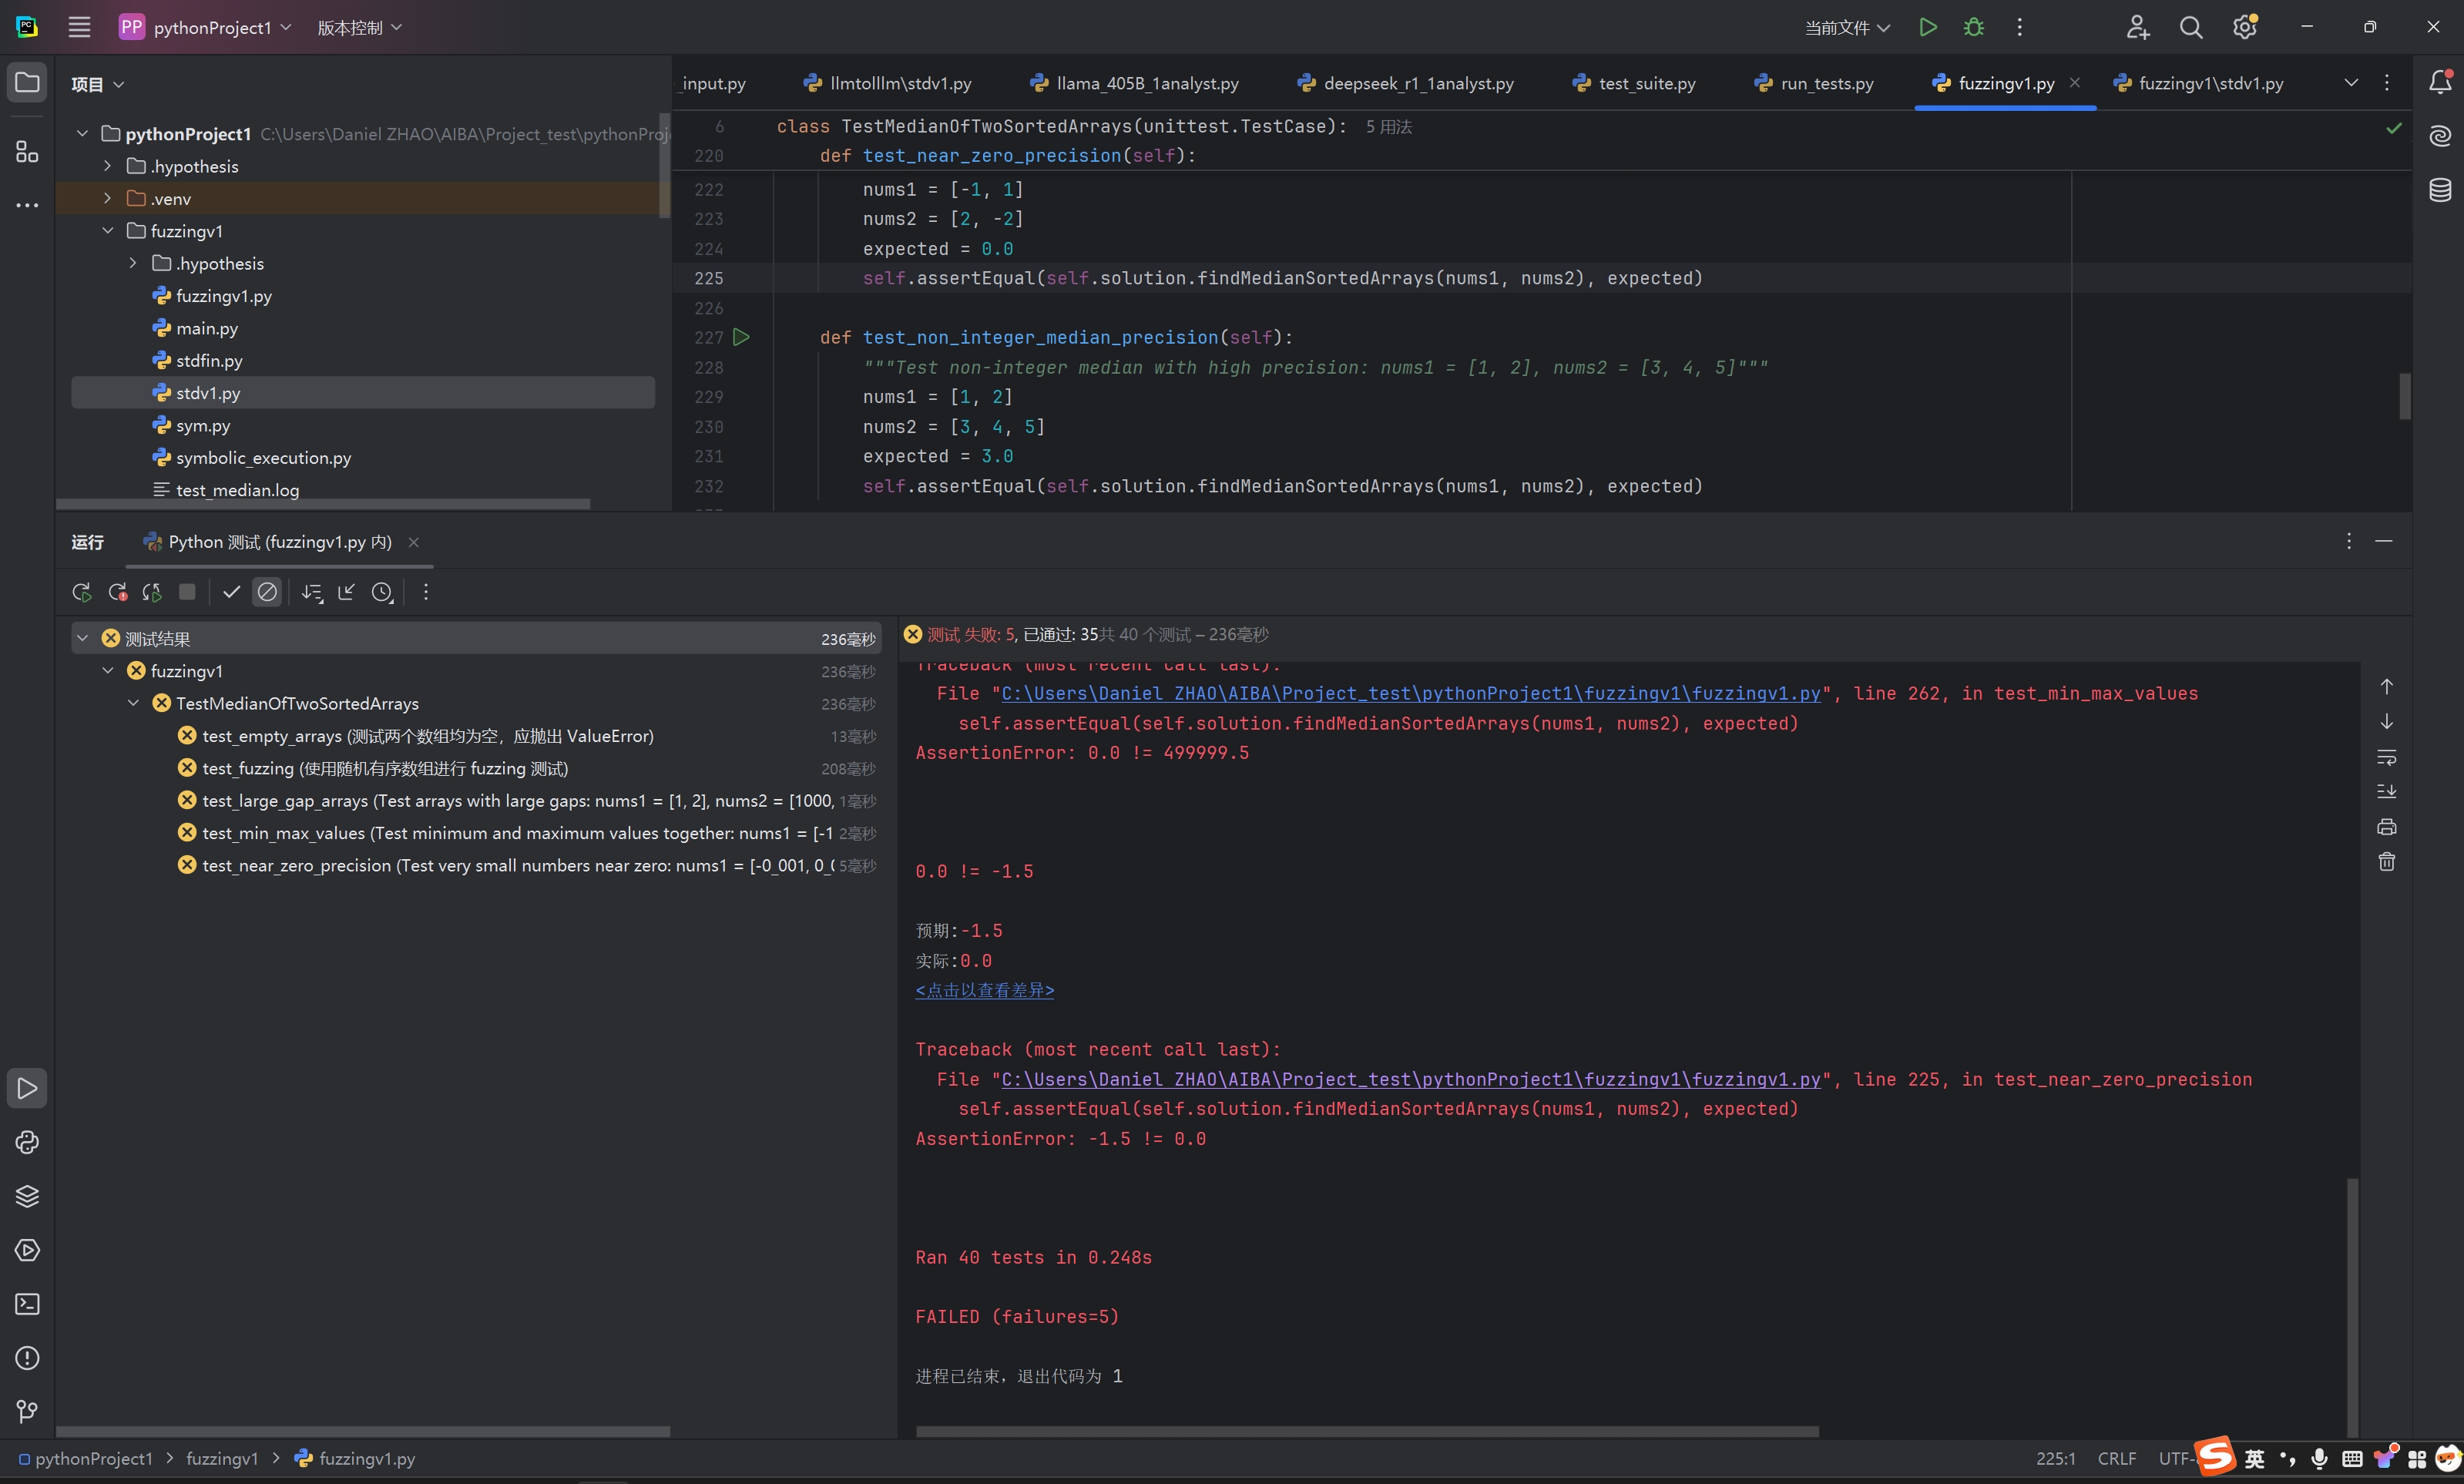 PP pythonProject1 版本控制 当前文件
项目
pythonProject1 C:\Users\Daniel ZHAO\AIBA\Project_test\pythonProj
.hypothesis
.venv
fuzzingv1
.hypothesis
fuzzingv1.py
main.py
stdfin.py
stdv1.py
sym.py
symbolic_execution.py
test_median.log
_input.py llmtolllm\stdv1.py llama_405B_1analyst.py deepseek_r1_1analyst.py test_suite.py run_tests.py fuzzingv1.py fuzzingv1\stdv1.py
6 class TestMedianOfTwoSortedArrays(unittest.TestCase): 5 用法
220 def test_near_zero_precision(self):
222 nums1 = [-1, 1]
223 nums2 = [2, -2]
224 expected = 0.0
225 self.assertEqual(self.solution.findMedianSortedArrays(nums1, nums2), expected)
226
227 def test_non_integer_median_precision(self):
228 """Test non-integer median with high precision: nums1 = [1, 2], nums2 = [3, 4, 5]"""
229 nums1 = [1, 2]
230 nums2 = [3, 4, 5]
231 expected = 3.0
232 self.assertEqual(self.solution.findMedianSortedArrays(nums1, nums2), expected)
运行 Python 测试 (fuzzingv1.py 内)
测试结果 236毫秒
fuzzingv1 236毫秒
TestMedianOfTwoSortedArrays 236毫秒
test_empty_arrays (测试两个数组均为空，应抛出 ValueError) 13毫秒
test_fuzzing (使用随机有序数组进行 fuzzing 测试) 208毫秒
test_large_gap_arrays (Test arrays with large gaps: nums1 = [1, 2], nums2 = [1000, 1毫秒
test_min_max_values (Test minimum and maximum values together: nums1 = [-1 2毫秒
test_near_zero_precision (Test very small numbers near zero: nums1 = [-0_001, 0_( 5毫秒
测试 失败: 5, 已通过: 35共 40 个测试 – 236毫秒
Traceback (most recent call last):
File "C:\Users\Daniel ZHAO\AIBA\Project_test\pythonProject1\fuzzingv1\fuzzingv1.py", line 262, in test_min_max_values
self.assertEqual(self.solution.findMedianSortedArrays(nums1, nums2), expected)
AssertionError: 0.0 != 499999.5
0.0 != -1.5
预期:-1.5
实际:0.0
<点击以查看差异>
Traceback (most recent call last):
File "C:\Users\Daniel ZHAO\AIBA\Project_test\pythonProject1\fuzzingv1\fuzzingv1.py", line 225, in test_near_zero_precision
self.assertEqual(self.solution.findMedianSortedArrays(nums1, nums2), expected)
AssertionError: -1.5 != 0.0
Ran 40 tests in 0.248s
FAILED (failures=5)
进程已结束，退出代码为 1
pythonProject1 > fuzzingv1 > fuzzingv1.py 225:1 CRLF UTF- 英